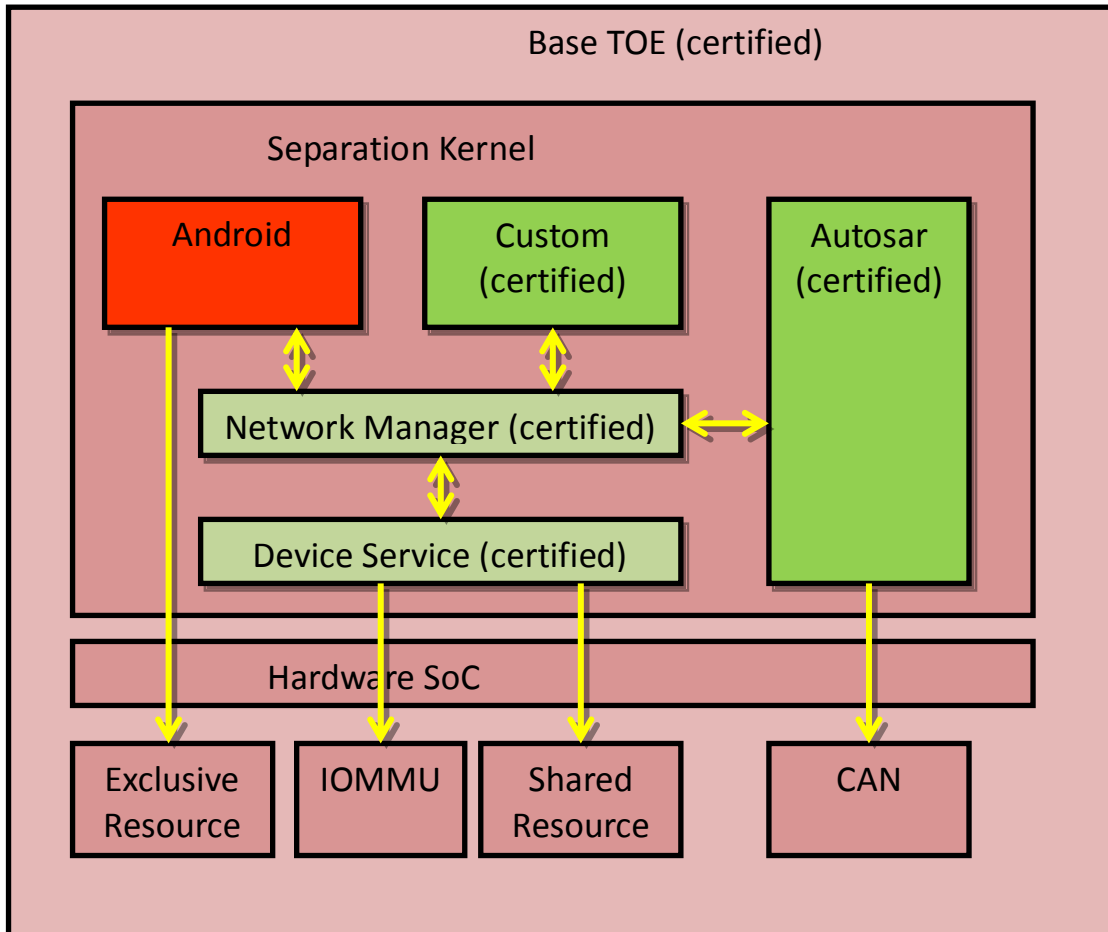 Base TOE (certified)
Separation Kernel
Android
Custom
(certified)
Autosar
(certified)
Network Manager (certified)
Device Service (certified)
Hardware SoC
Exclusive
Resource
IOMMU
Shared
Resource
CAN